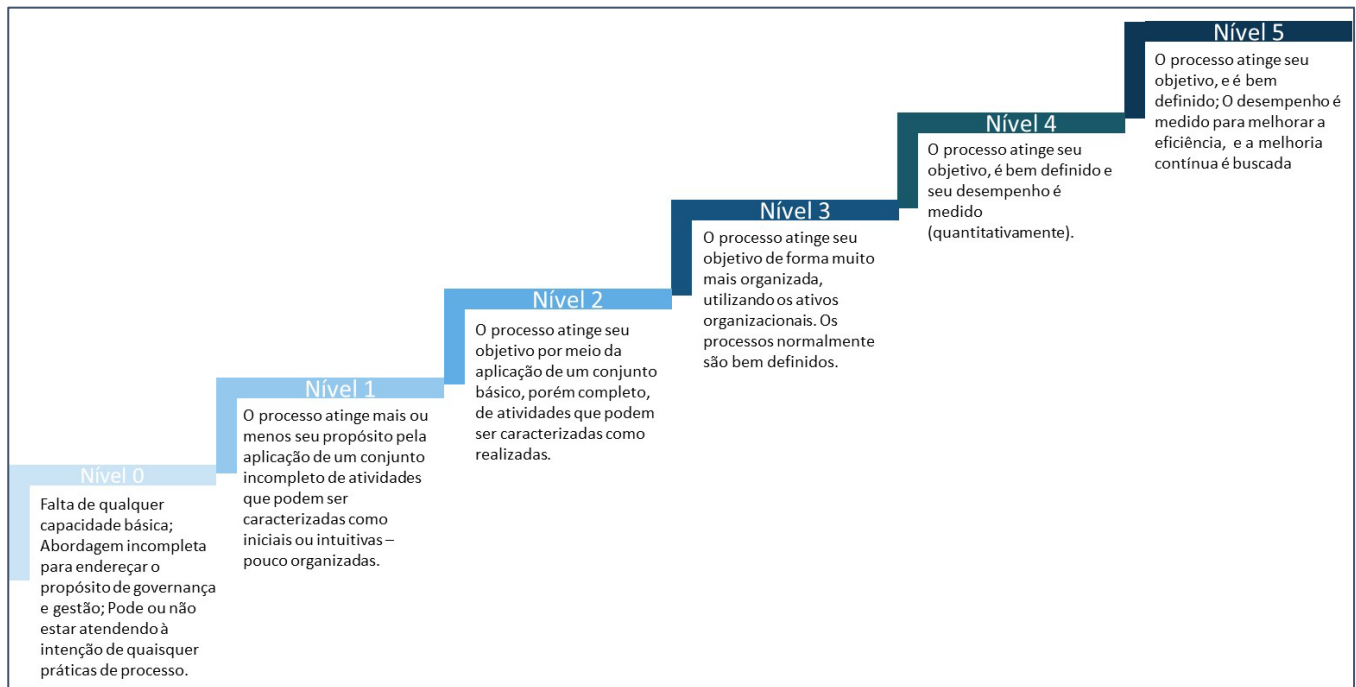 Nível 0
Falta de qualquer
capacidade básica;
Abordagem incompleta
para endereçar o
propósito de governança
e gestão; Pode ou não
estar atendendo à
intenção de quaisquer
práticas de processo.
Nível 1
O processo atinge mais ou
menos seu propósito pela
aplicação de um conjunto
incompleto de atividades
que podem ser
caracterizadas como
iniciais ou intuitivas –
pouco organizadas.
Nível 2
O processo atinge seu
objetivo por meio da
aplicação de um conjunto
básico, porém completo,
de atividades que podem
ser caracterizadas como
realizadas.
Nível 3
O processo atinge seu
objetivo de forma muito
mais organizada,
utilizando os ativos
organizacionais. Os
processos normalmente
são bem definidos.
Nível 4
O processo atinge seu
objetivo, é bem definido e
seu desempenho é
medido
(quantitativamente).
Nível 5
O processo atinge seu
objetivo, e é bem
definido; O desempenho é
medido para melhorar a
eficiência, e a melhoria
contínua é buscada